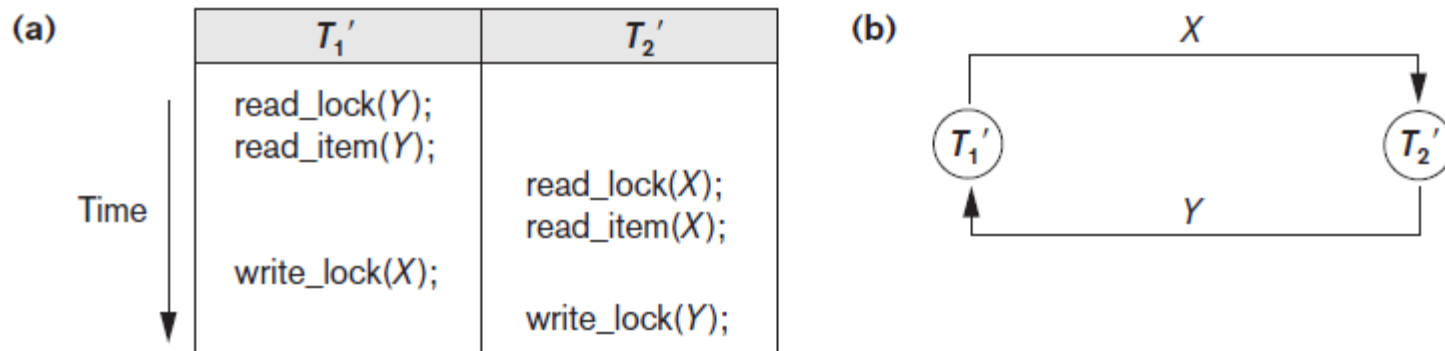 (a)
T₁′ T₂′
Time
read_lock(Y);
read_item(Y);
read_lock(X);
read_item(X);
write_lock(X);
write_lock(Y);
(b)
X
T₁′ T₂′
Y